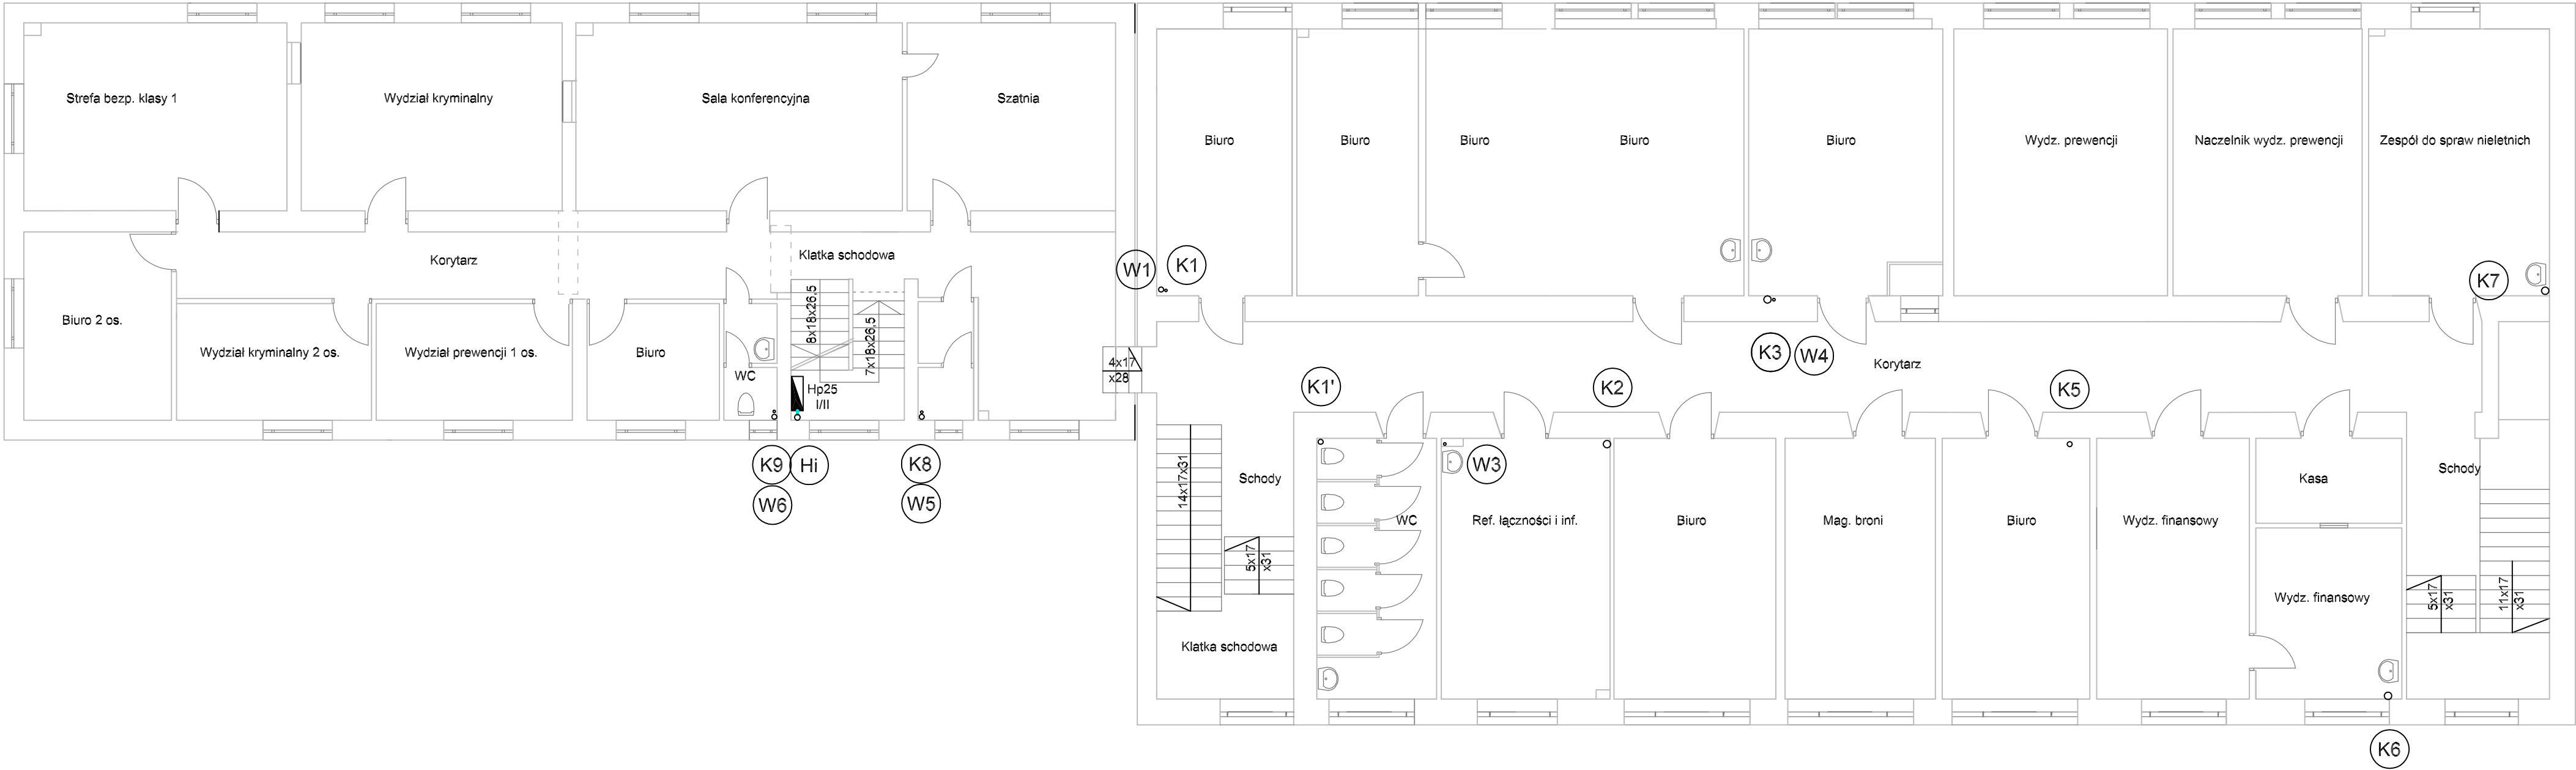 Strefa bezp. klasy 1
Wydział kryminalny
Sala konferencyjna
Szatnia
Korytarz
Klatka schodowa
Biuro 2 os.
Wydział kryminalny 2 os.
Wydział prewencji 1 os.
Biuro
WC
8x18x26,5
7x18x26,5
Hp25
I/II
K9
Hi
W6
K8
W5
Biuro
Biuro
Biuro
Biuro
Biuro
Wydz. prewencji
Naczelnik wydz. prewencji
Zespól do spraw nieletnich
W1
K1
K7
4x17
x28
K1'
K2
K3
W4
Korytarz
K5
14x17x31
Schody
5x17
x31
Klatka schodowa
WC
W3
Ref. łączności i inf.
Biuro
Mag. broni
Biuro
Wydz. finansowy
Kasa
Wydz. finansowy
Schody
5x17
x31
11x17
x31
K6